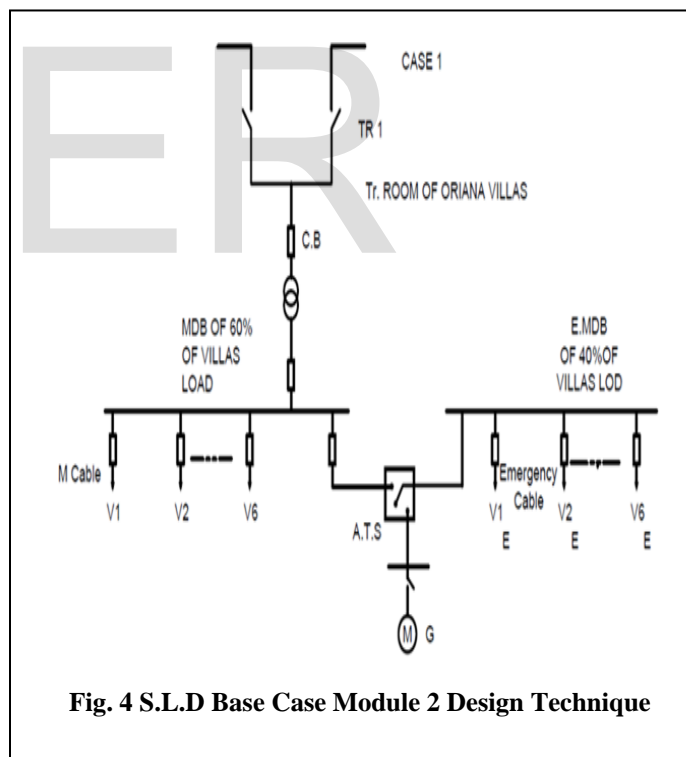 ER
CASE 1
TR 1
Tr. ROOM OF ORIANA VILLAS
C.B
MDB OF 60%
OF VILLAS
LOAD
E.MDB
OF 40%OF
VILLAS LOD
M Cable
V1
V2
V6
A.T.S
Emergency
Cable
V1
E
V2
E
V6
E
M
G
Fig. 4 S.L.D Base Case Module 2 Design Technique